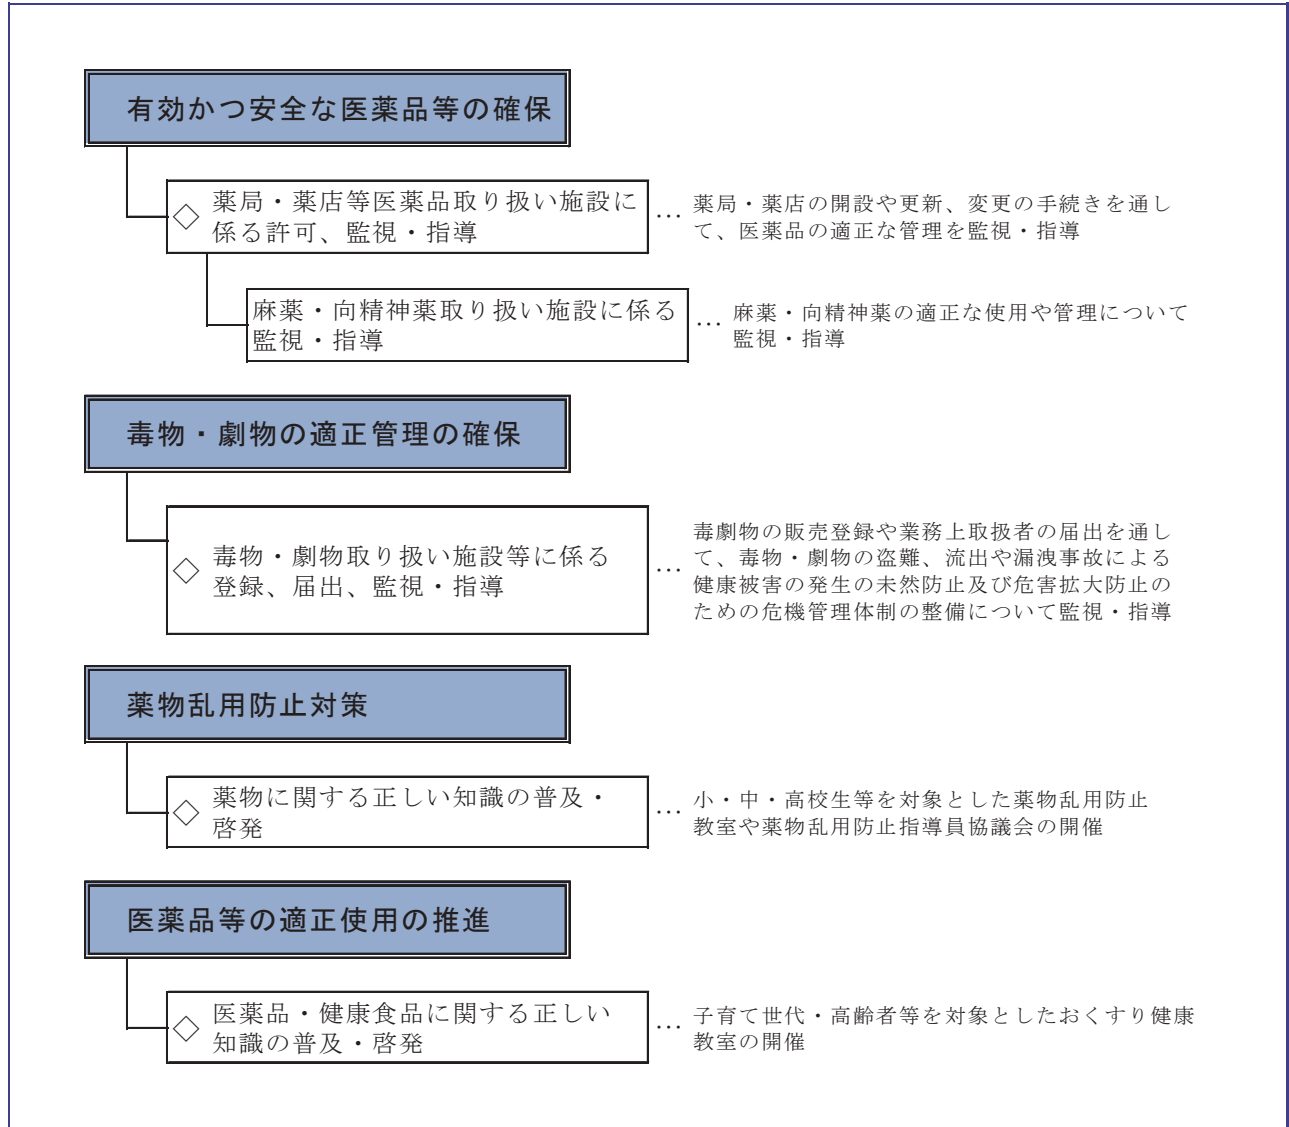 有効かつ安全な医薬品等の確保
◇ 薬局・薬店等医薬品取り扱い施設に
係る許可、監視・指導
… 薬局・薬店の開設や更新、変更の手続きを通し
て、医薬品の適正な管理を監視・指導
麻薬・向精神薬取り扱い施設に係る
監視・指導
… 麻薬・向精神薬の適正な使用や管理について
監視・指導
毒物・劇物の適正管理の確保
◇ 毒物・劇物取り扱い施設等に係る
登録、届出、監視・指導
… 毒劇物の販売登録や業務上取扱者の届出を通し
て、毒物・劇物の盗難、流出や漏洩事故による
健康被害の発生の未然防止及び危害拡大防止の
ための危機管理体制の整備について監視・指導
薬物乱用防止対策
◇ 薬物に関する正しい知識の普及・
啓発
… 小・中・高校生等を対象とした薬物乱用防止
教室や薬物乱用防止指導員協議会の開催
医薬品等の適正使用の推進
◇ 医薬品・健康食品に関する正しい
知識の普及・啓発
… 子育て世代・高齢者等を対象としたおくすり健康
教室の開催